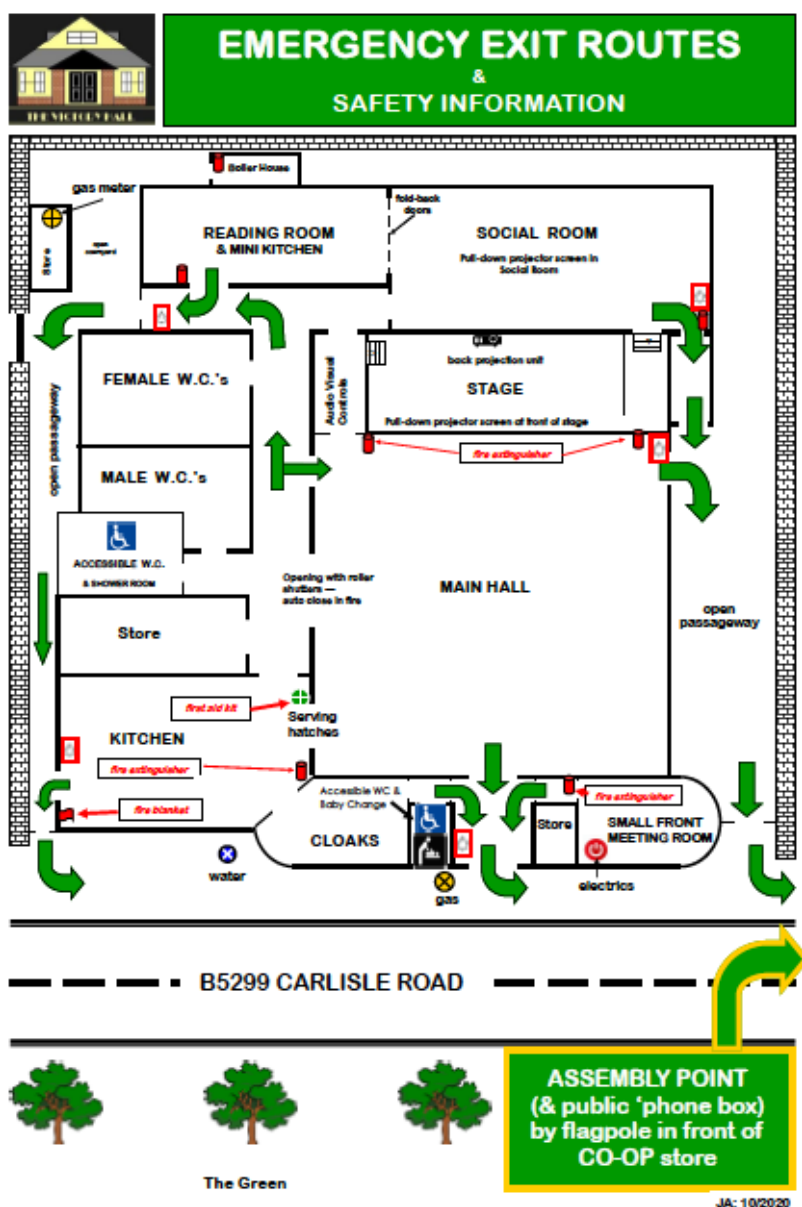 THE VICTORY HALL
EMERGENCY EXIT ROUTES
&
SAFETY INFORMATION
Boiler House
gas meter
fold-back
doors
READING ROOM
& MINI KITCHEN
SOCIAL ROOM
Store
open
courtyard
Pull-down projector screen in
Social Room
back projection unit
FEMALE W.C.'s
Audio Visual
Controls
STAGE
Pull-down projector screen at front of stage
open passageway
fire extinguisher
MALE W.C.'s
ACCESSIBLE W.C.
& SHOWER ROOM
Opening with roller
shutters —
auto close in fire
MAIN HALL
open
passageway
Store
first aid kit
Serving
hatches
KITCHEN
fire extinguisher
Accessible WC &
Baby Change
fire extinguisher
fire blanket
CLOAKS
Store
SMALL FRONT
MEETING ROOM
water
gas
electrics
B5299 CARLISLE ROAD
ASSEMBLY POINT
(& public ‘phone box)
by flagpole in front of
CO-OP store
The Green
JA: 10/2020